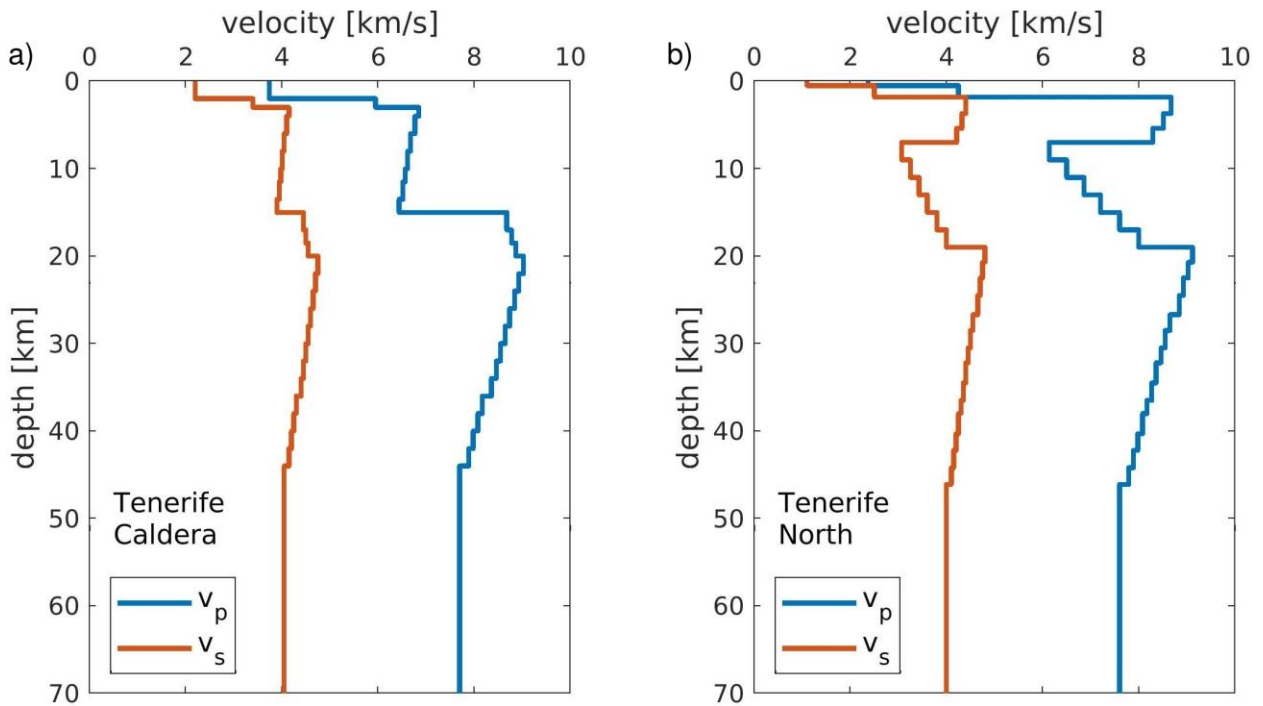 velocity [km/s]
a) 0 2 4 6 8 10
0
10
20
30
40
50
60
70
depth [km]
Tenerife
Caldera
vp
vs
velocity [km/s]
b) 0 2 4 6 8 10
0
10
20
30
40
50
60
70
depth [km]
Tenerife
North
vp
vs